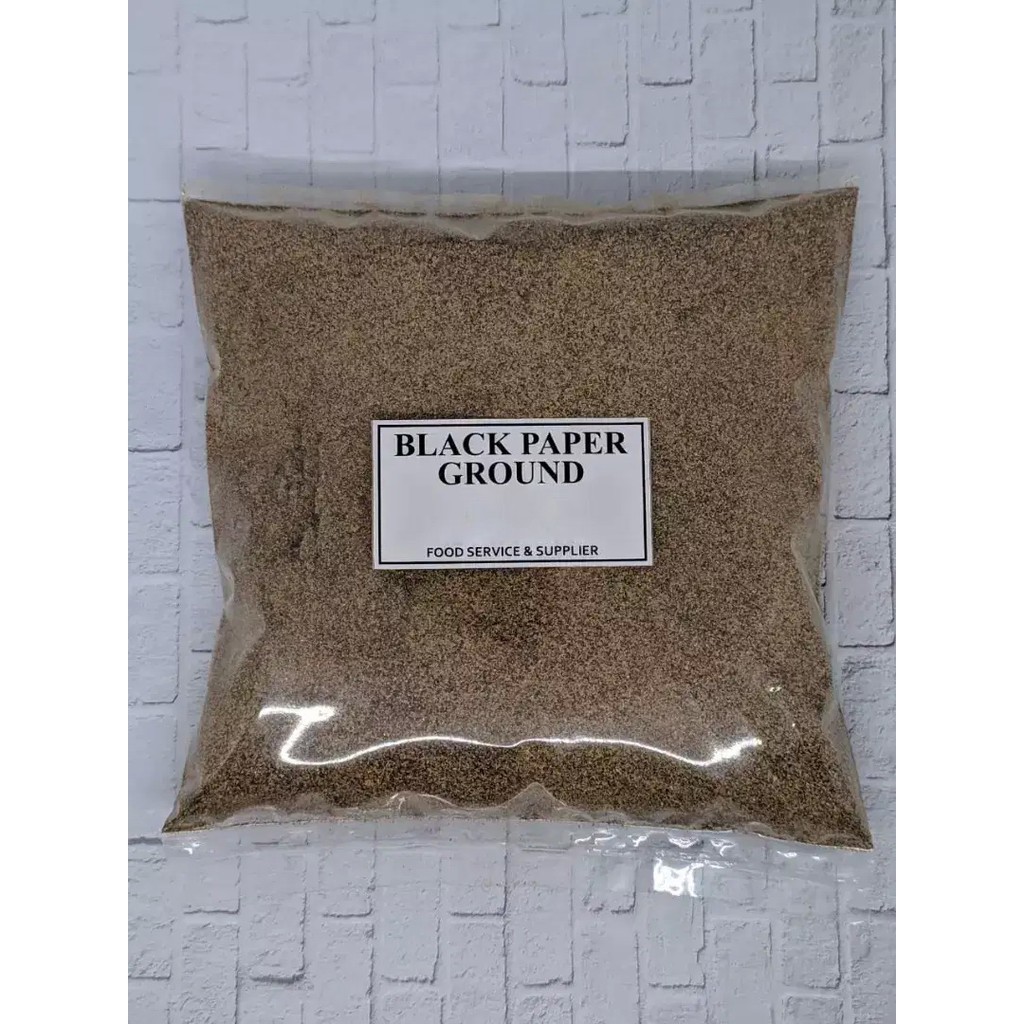 BLACK PAPER
GROUND
FOOD SERVICE & SUPPLIER